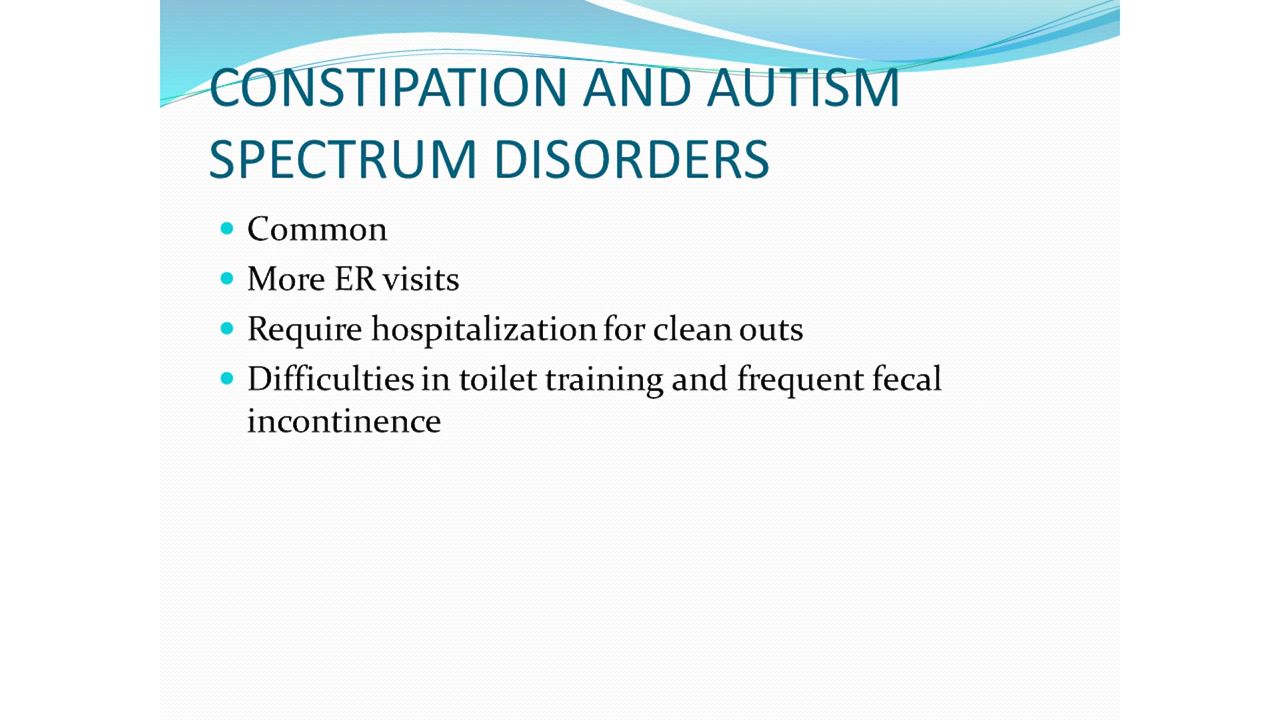 CONSTIPATION AND AUTISM
SPECTRUM DISORDERS
Common
More ER visits
Require hospitalization for clean outs
Difficulties in toilet training and frequent fecal
incontinence